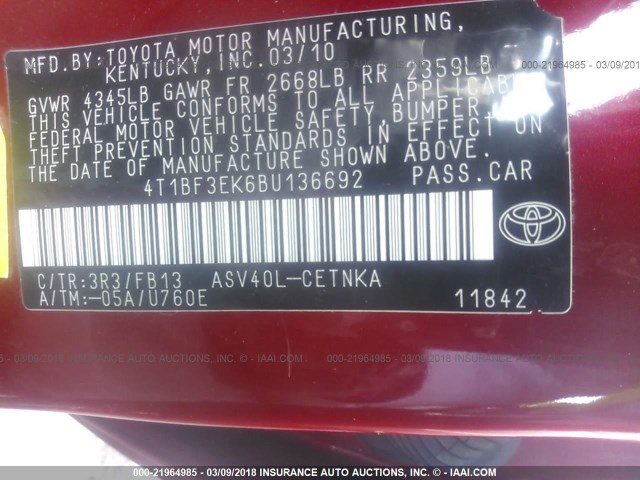 MFD.BY:TOYOTA MOTOR MANUFACTURING,
KENTUCKY, INC. 03/10
GVWR 4345LB GAWR FR 2668LB RR 2359LB
THIS VEHICLE CONFORMS TO ALL APPLICABLE
FEDERAL MOTOR VEHICLE SAFETY, BUMPER,
THEFT PREVENTION STANDARDS IN EFFECT ON
THE DATE OF MANUFACTURE SHOWN ABOVE.
4T1BF3EK6BU136692 PASS.CAR
C/TR:3R3/FB13 ASV40L-CETNKA
A/TM:-05A/U760E 11842
000-21964985 - 03/09/2018 INSURANCE AUTO AUCTIONS, INC. © - IAAI.COM